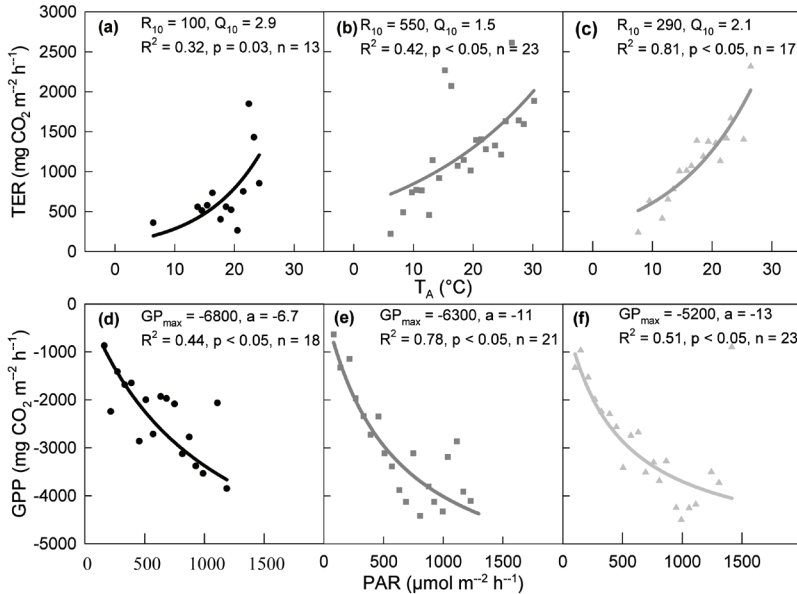 3000
2500
2000
1500
1000
500
0
TER (mg CO2 m−2 h−1)
(a)
R10 = 100, Q10 = 2.9
R2 = 0.32, p = 0.03, n = 13
(b)
R10 = 550, Q10 = 1.5
R2 = 0.42, p < 0.05, n = 23
(c)
R10 = 290, Q10 = 2.1
R2 = 0.81, p < 0.05, n = 17
0 10 20 30 0 10 20 30 0 10 20 30
TA (°C)
0
-1000
-2000
-3000
-4000
-5000
GPP (mg CO2 m−2 h−1)
(d)
GPmax = -6800, a = -6.7
R2 = 0.44, p < 0.05, n = 18
(e)
GPmax = -6300, a = -11
R2 = 0.78, p < 0.05, n = 21
(f)
GPmax = -5200, a = -13
R2 = 0.51, p < 0.05, n = 23
0 500 1000 1500 0 500 1000 1500 0 500 1000 1500
PAR (µmol m−2 h−1)